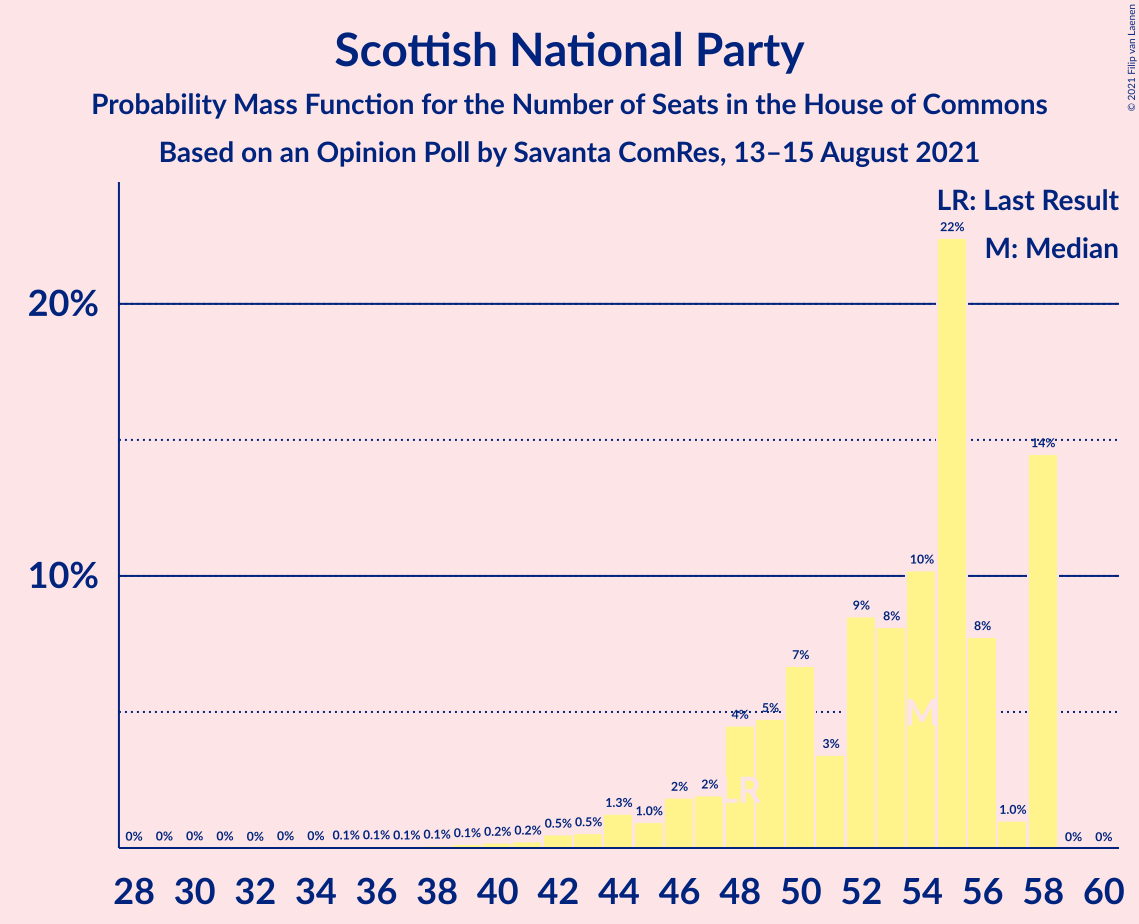 Scottish National Party
Probability Mass Function for the Number of Seats in the House of Commons
Based on an Opinion Poll by Savanta ComRes, 13–15 August 2021
© 2021 Filip van Laenen
LR: Last Result
M: Median
20%
10%
0% 0% 0% 0% 0% 0% 0% 0.1% 0.1% 0.1% 0.1% 0.1% 0.2% 0.2% 0.5% 0.5% 1.3% 1.0% 2% 2% 4% 5% 7% 3% 9% 8% 10% 22% 8% 1.0% 14% 0% 0%
LR
M
28 30 32 34 36 38 40 42 44 46 48 50 52 54 56 58 60